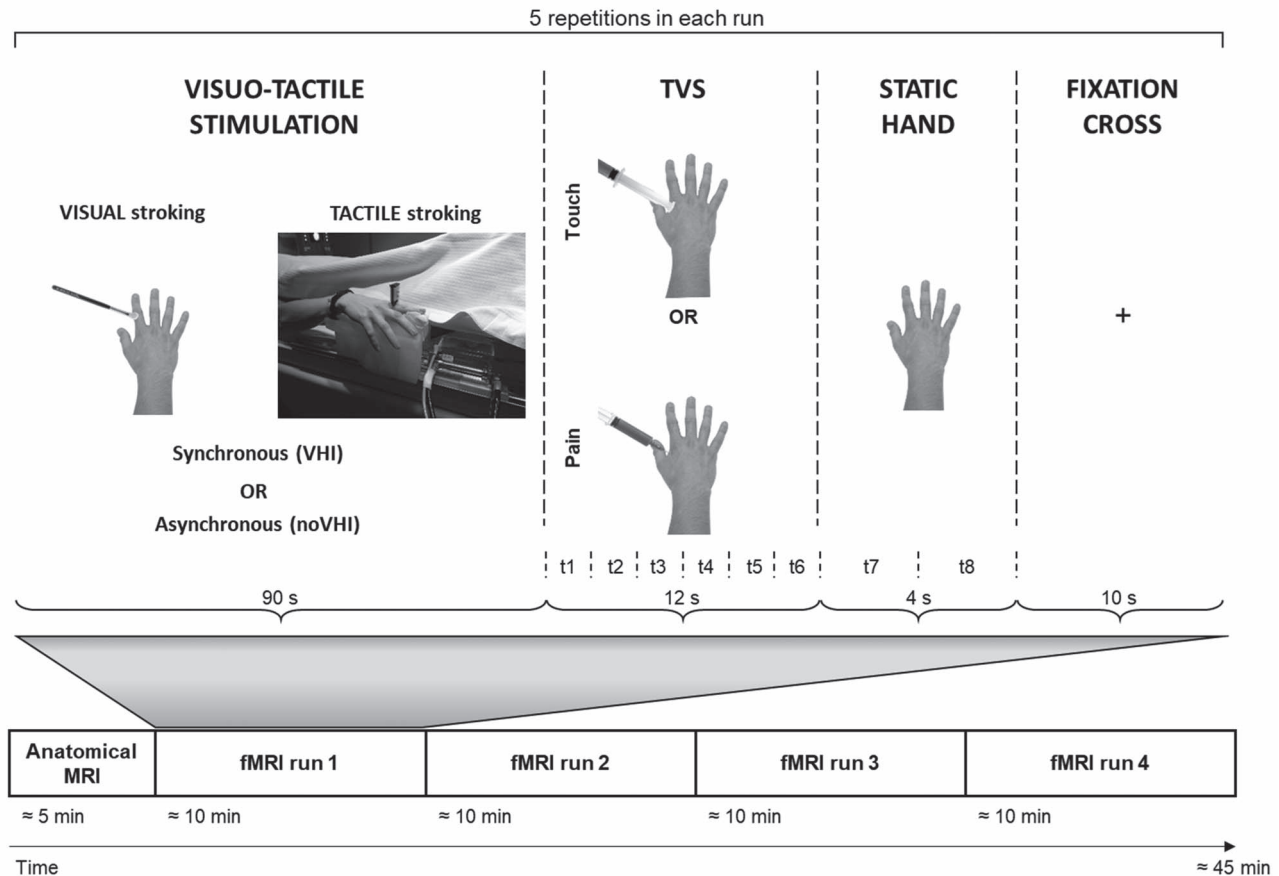 5 repetitions in each run
VISUO-TACTILE
STIMULATION
TVS
STATIC
HAND
FIXATION
CROSS
VISUAL stroking
TACTILE stroking
Touch
OR
Pain
+
Synchronous (VHI)
OR
Asynchronous (noVHI)
t1 t2 t3 t4 t5 t6 t7 t8
90 s 12 s 4 s 10 s
Anatomical
MRI
fMRI run 1
fMRI run 2
fMRI run 3
fMRI run 4
≈ 5 min ≈ 10 min ≈ 10 min ≈ 10 min ≈ 10 min
Time ≈ 45 min